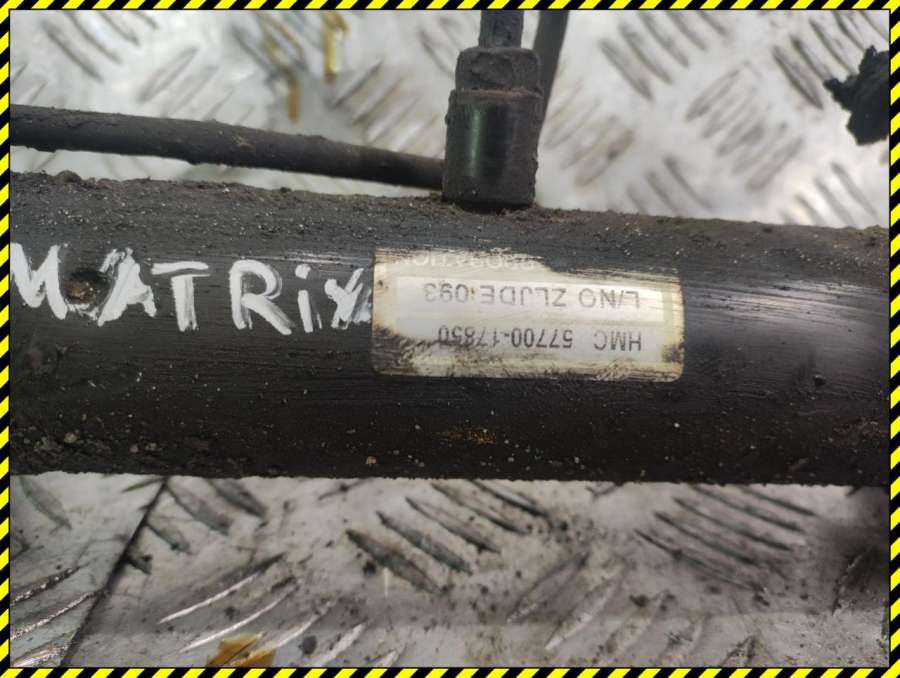 MATRiX
HMC 57700-17850
L/NO ZLJDE:093